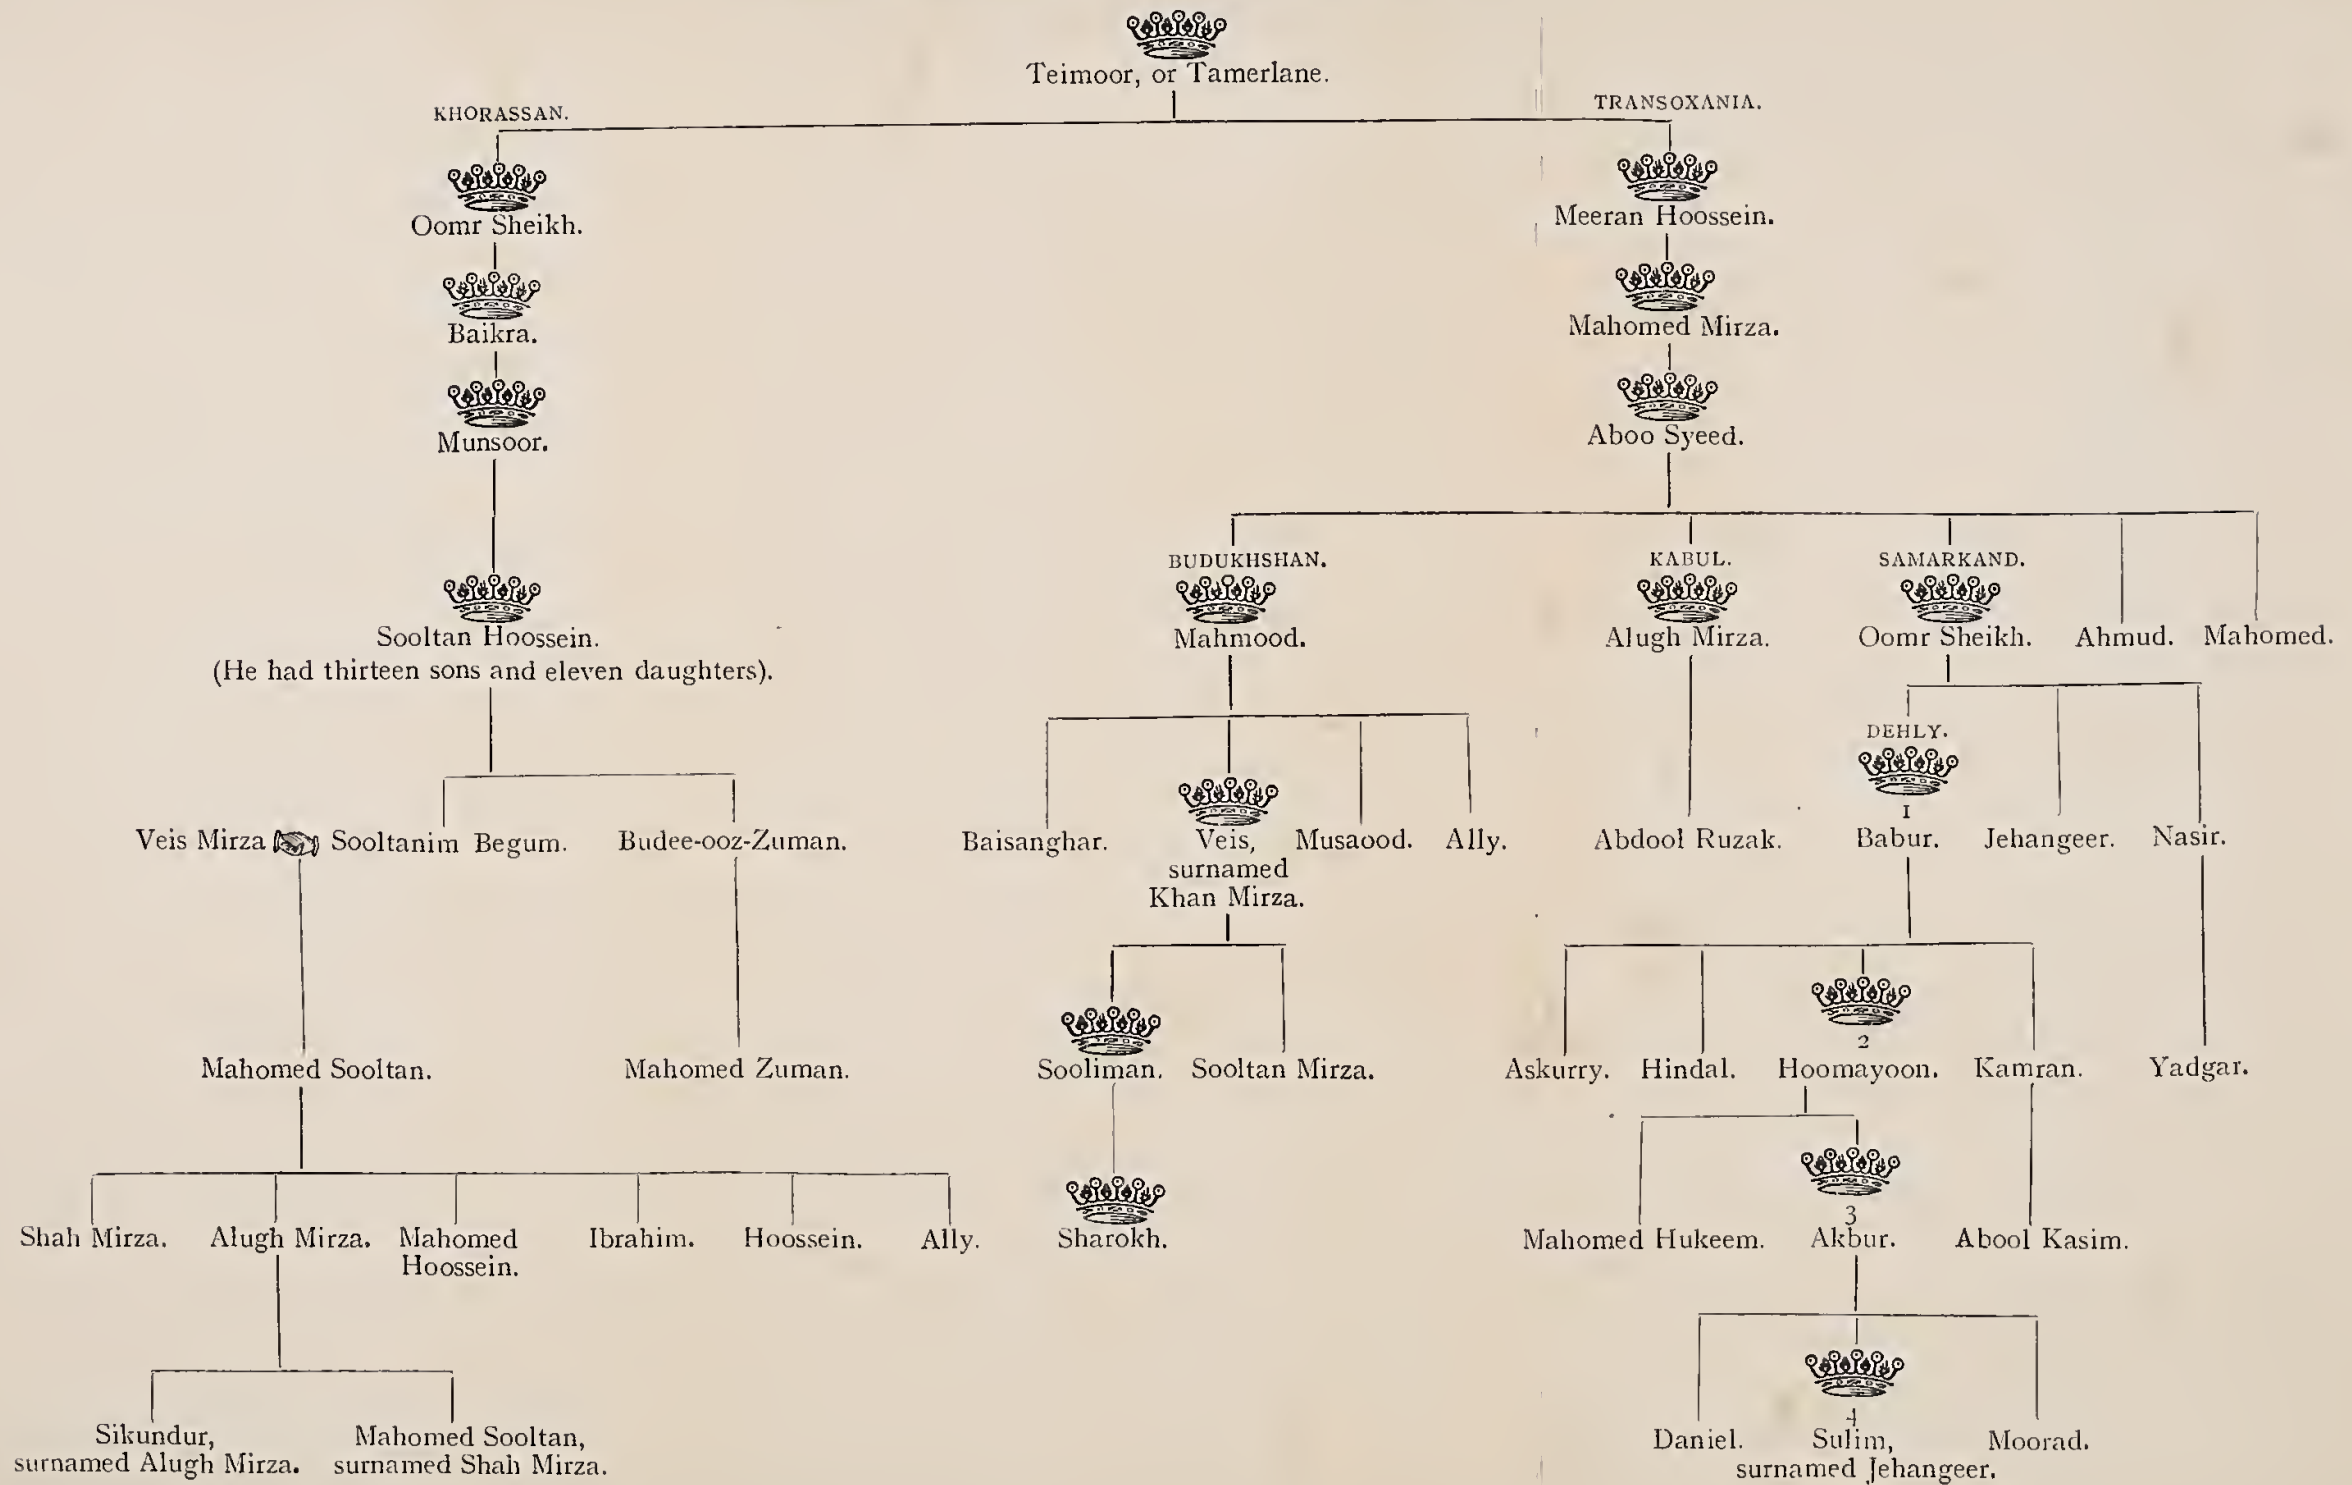 Teimoor, or Tamerlane.
KHORASSAN.
TRANSOXANIA.
Oomr Sheikh.
Meeran Hoossein.
Baikra.
Mahomed Mirza.
Munsoor.
Aboo Syeed.
BUDUKHSHAN.
KABUL.
SAMARKAND.
Sooltan Hoossein.
(He had thirteen sons and eleven daughters).
Mahmood.
Alugh Mirza.
Oomr Sheikh.
Ahmud.
Mahomed.
DEHLY.
1
Veis Mirza
Sooltanim Begum.
Budee-ooz-Zuman.
Baisanghar.
Veis,
surnamed
Khan Mirza.
Musaood.
Ally.
Abdool Ruzak.
Babur.
Jehangeer.
Nasir.
2
Mahomed Sooltan.
Mahomed Zuman.
Sooliman.
Sooltan Mirza.
Askurry.
Hindal.
Hoomayoon.
Kamran.
Yadgar.
3
Shah Mirza.
Alugh Mirza.
Mahomed
Hoossein.
Ibrahim.
Hoossein.
Ally.
Sharokh.
Mahomed Hukeem.
Akbur.
Abool Kasim.
4
Sikundur,
surnamed Alugh Mirza.
Mahomed Sooltan,
surnamed Shah Mirza.
Daniel.
Sulim,
surnamed Jehangeer.
Moorad.